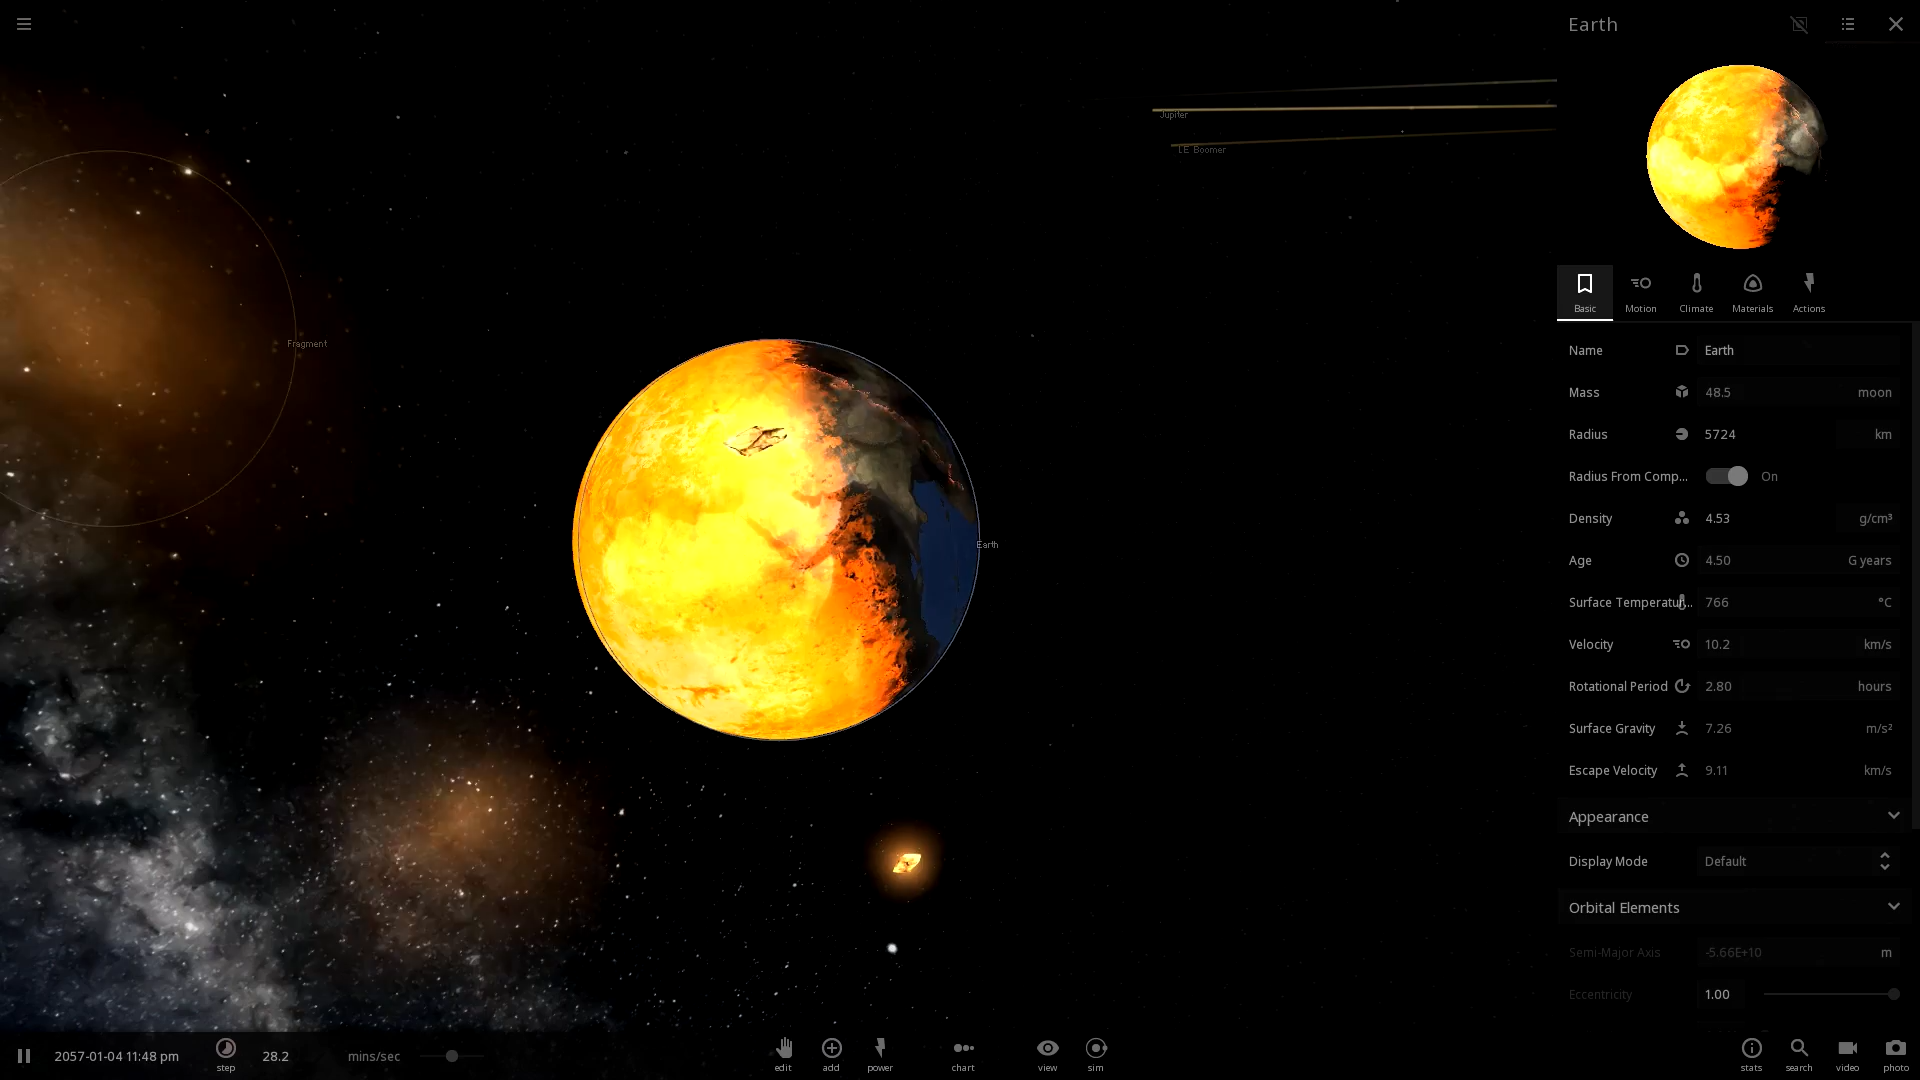 Earth
Jupiter
LE Boomer
Fragment
Earth
Basic
Motion
Climate
Materials
Actions
Name Earth
Mass 48.5 moon
Radius 5724 km
Radius From Comp... On
Density 4.53 g/cm³
Age 4.50 G years
Surface Temperatur... 766 °C
Velocity 10.2 km/s
Rotational Period 2.80 hours
Surface Gravity 7.26 m/s²
Escape Velocity 9.11 km/s
Appearance
Display Mode Default
Orbital Elements
Semi-Major Axis -5.66E+10 m
Eccentricity 1.00
2057-01-04 11:48 pm
step
28.2 mins/sec
edit
add
power
chart
view
sim
stats
search
video
photo